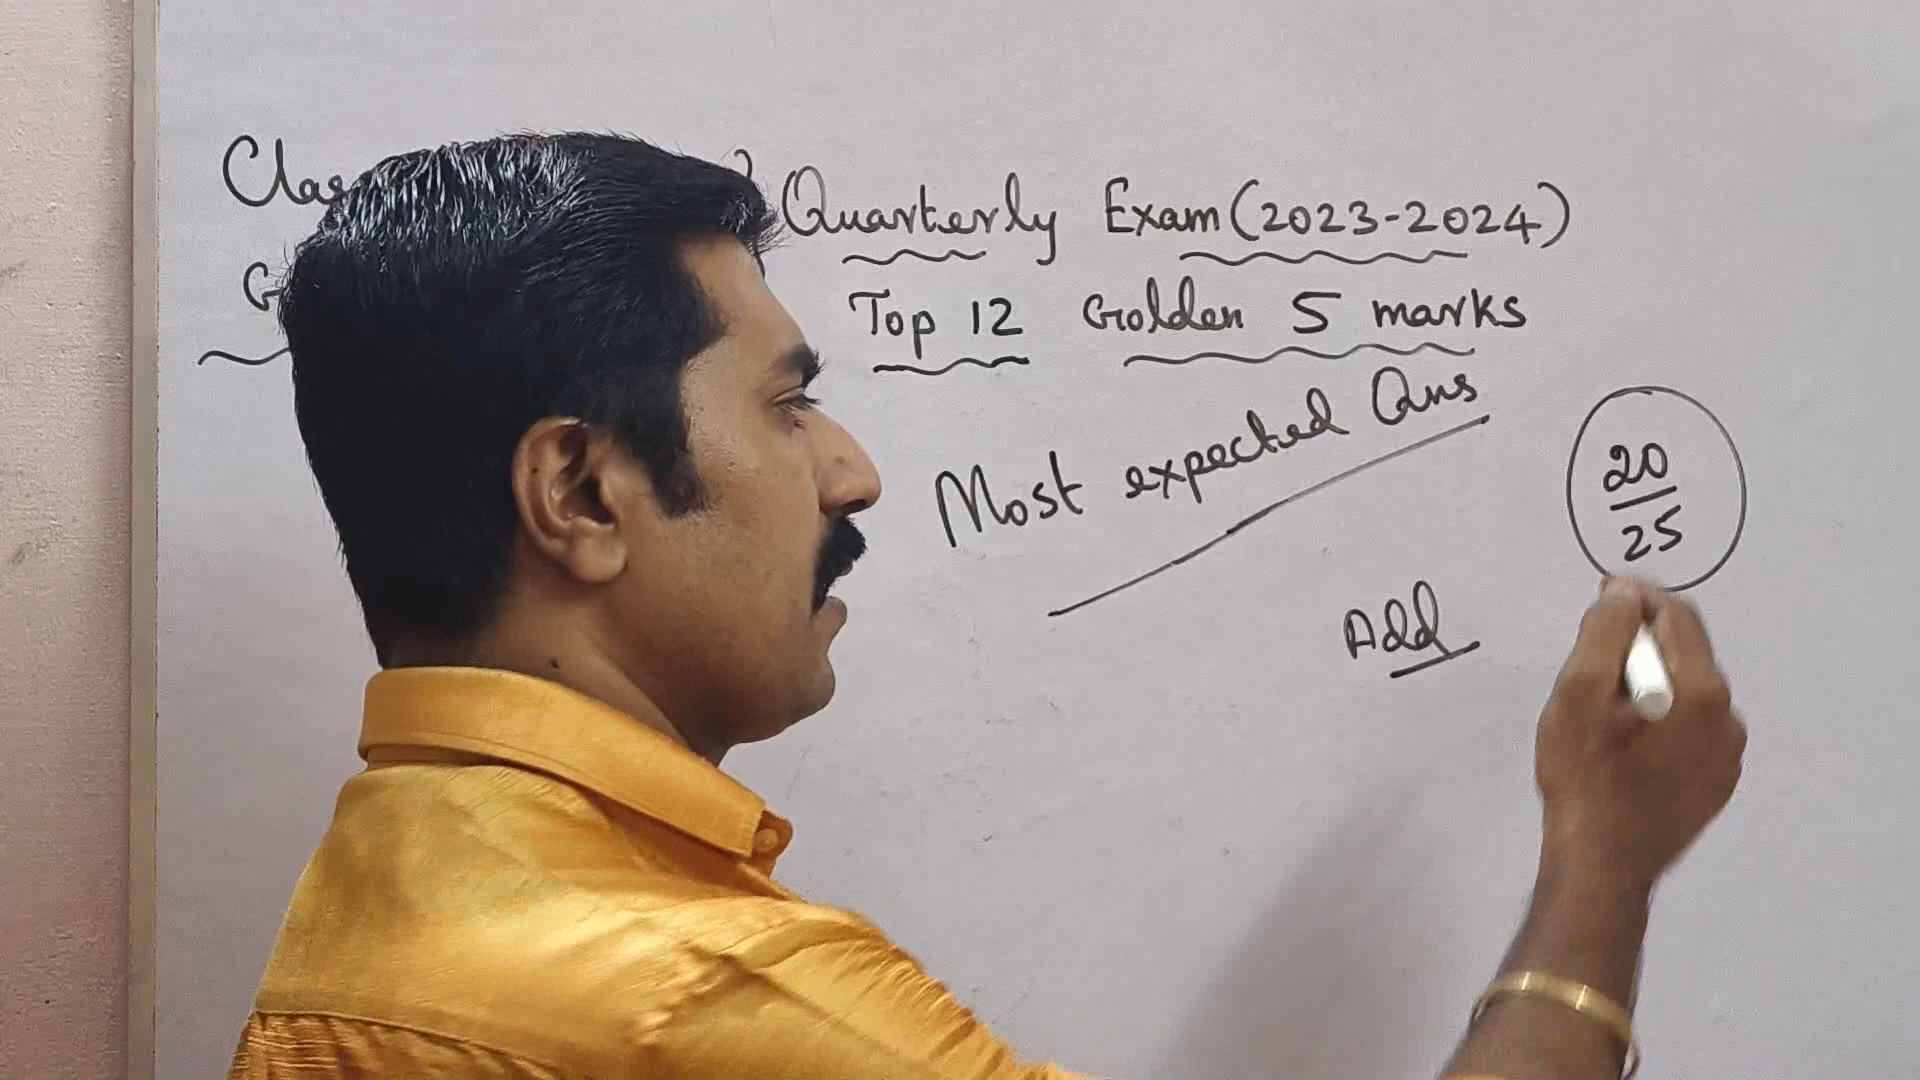 Quarterly Exam (2023-2024)
Top 12 Golden 5 marks
Most expected Qns
20
25
Add